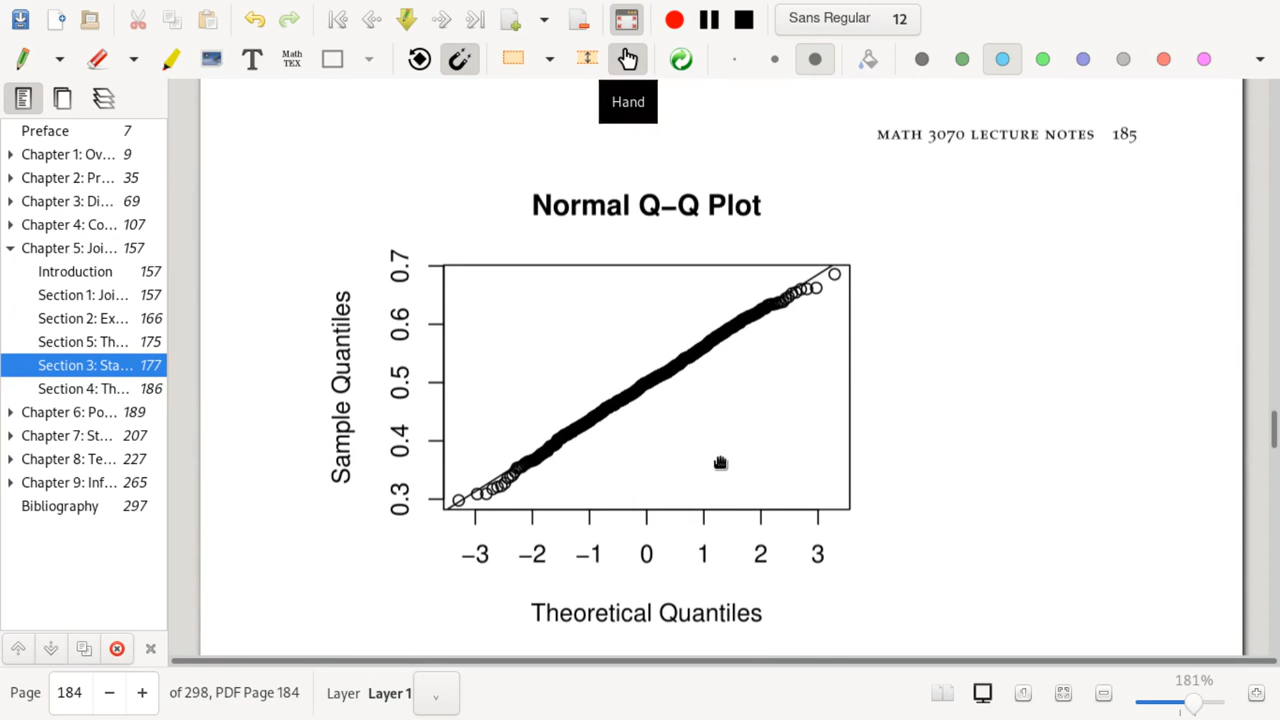 Sans Regular 12
T
Math
TEX
Hand
Preface 7
Chapter 1: Ov... 9
Chapter 2: Pr... 35
Chapter 3: Di... 69
Chapter 4: Co... 107
Chapter 5: Joi... 157
Introduction 157
Section 1: Joi... 157
Section 2: Ex... 166
Section 5: Th... 175
Section 3: Sta... 177
Section 4: Th... 186
Chapter 6: Po... 189
Chapter 7: St... 207
Chapter 8: Te... 227
Chapter 9: Inf... 265
Bibliography 297
MATH 3070 LECTURE NOTES 185
Normal Q–Q Plot
Sample Quantiles
0.7
0.6
0.5
0.4
0.3
−3 −2 −1 0 1 2 3
Theoretical Quantiles
Page 184 − + of 298, PDF Page 184 Layer Layer 1
181%